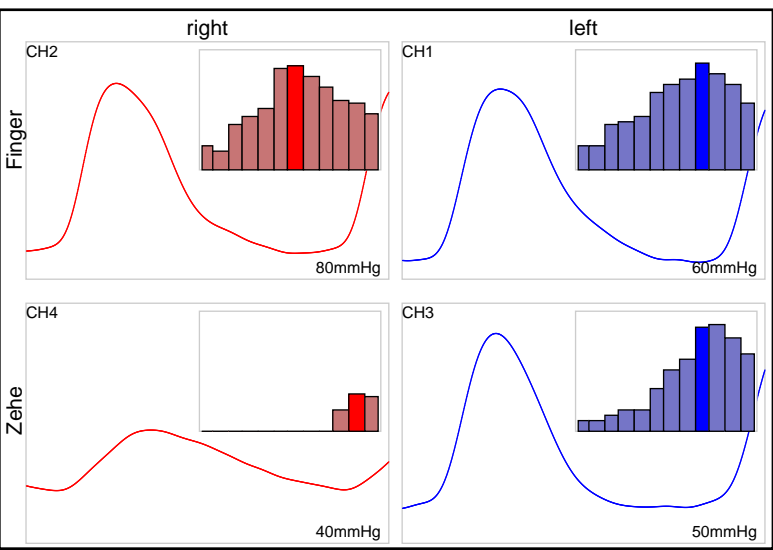 right left
CH2 CH1
Finger
80mmHg 60mmHg
CH4 CH3
Zehe
40mmHg 50mmHg